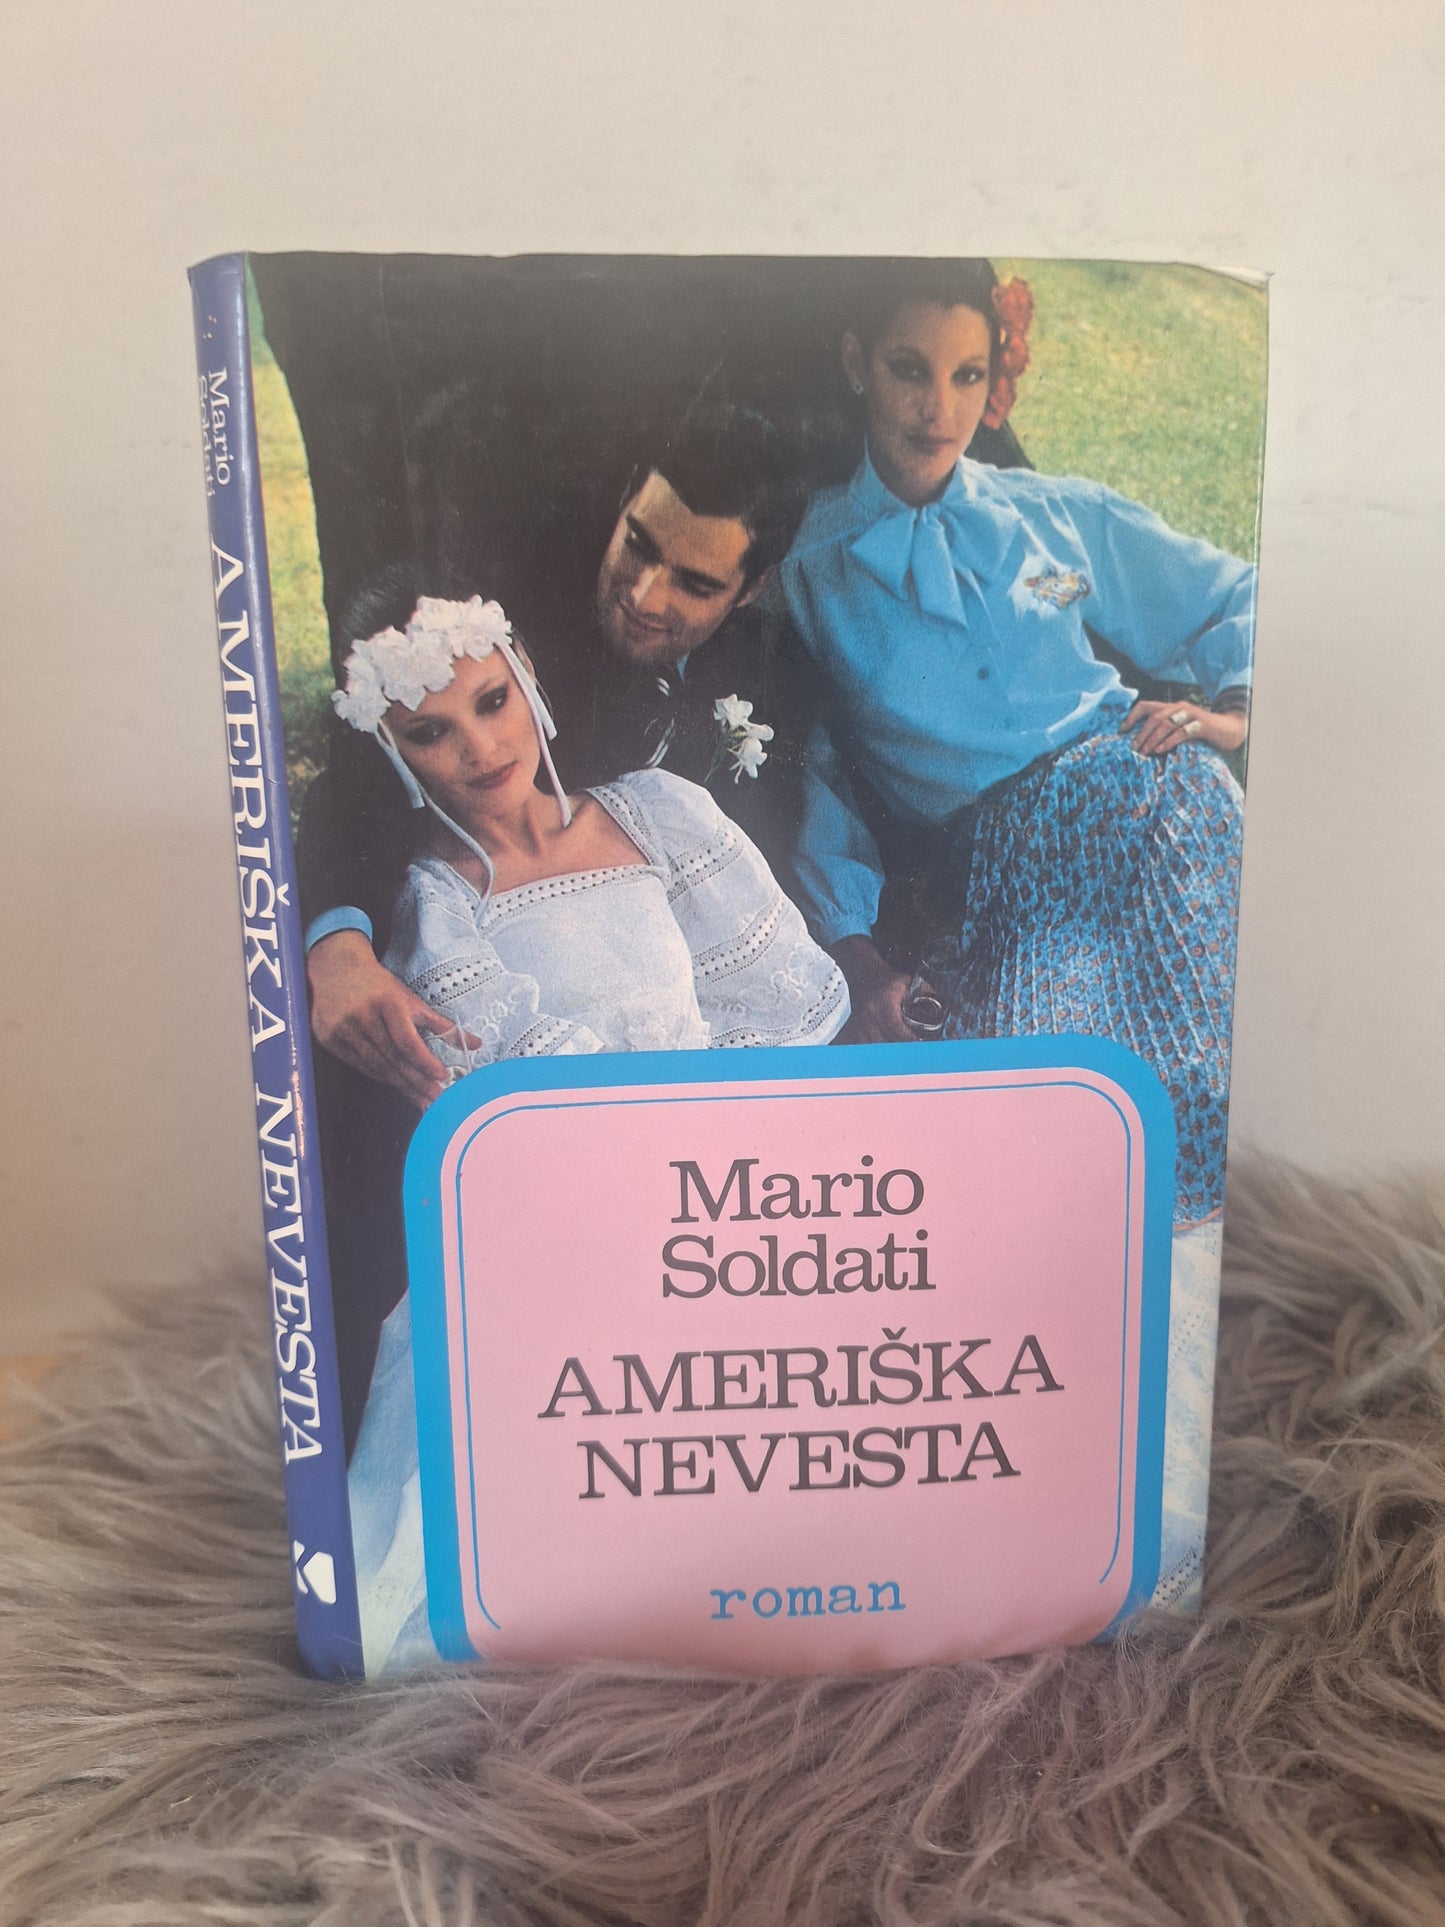 Mario
Soldati
AMERIŠKA NEVESTA
Mario
Soldati
AMERIŠKA
NEVESTA
roman